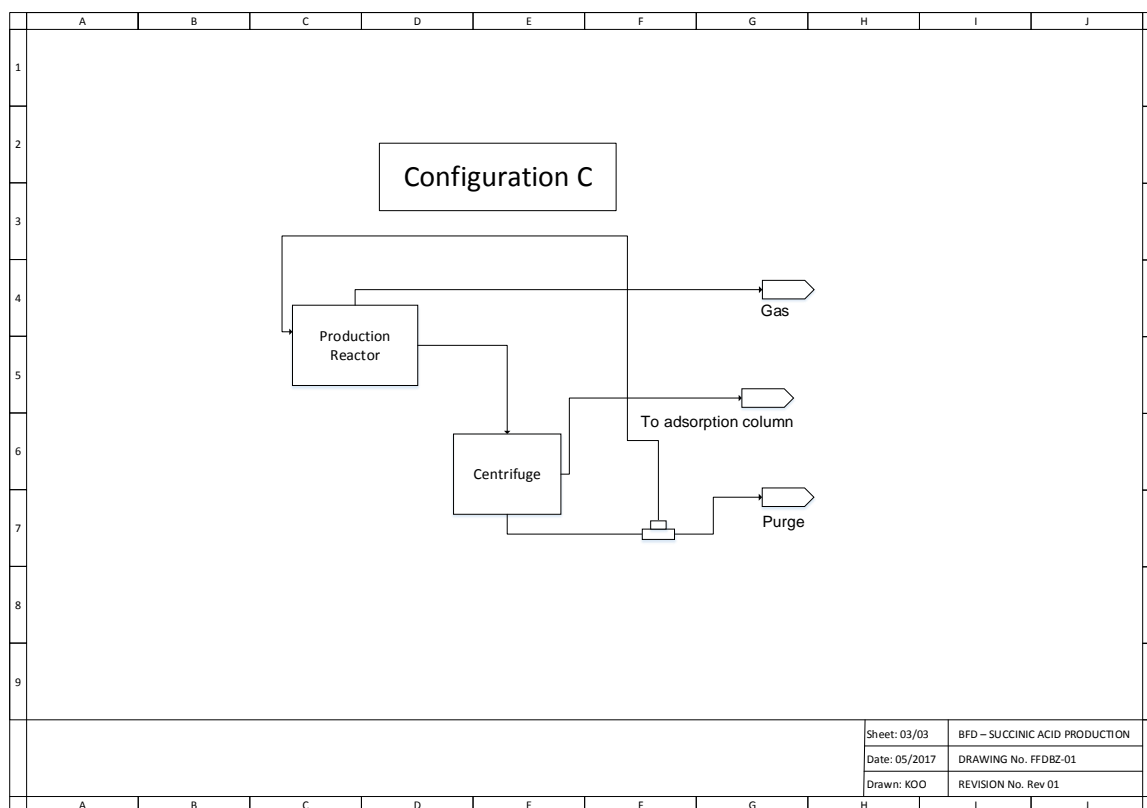 A B C D E F G H I J
1
2
Configuration C
3
4
Gas
Production
Reactor
5
To adsorption column
6
Centrifuge
7
Purge
8
9
Sheet: 03/03 BFD – SUCCINIC ACID PRODUCTION
Date: 05/2017 DRAWING No. FFDBZ-01
Drawn: KOO REVISION No. Rev 01
A B C D E F G H I J